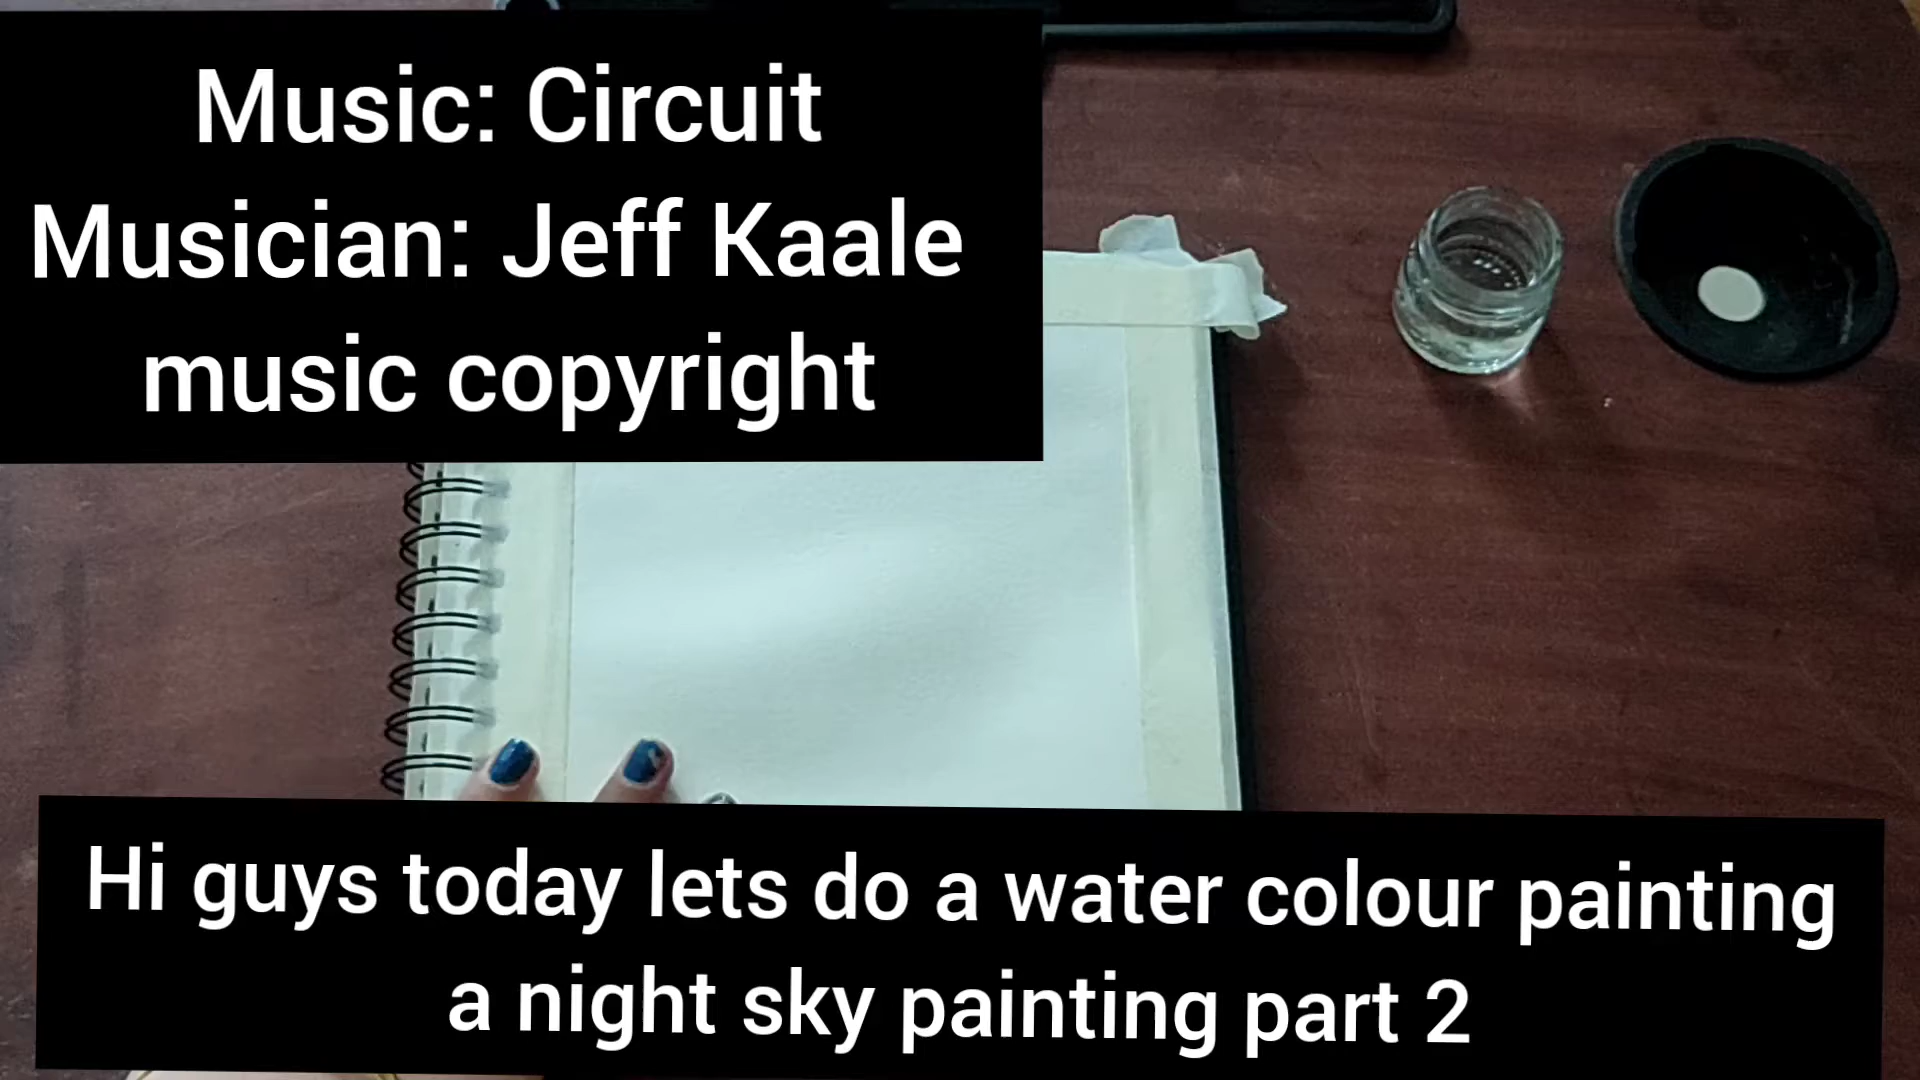 Music: Circuit
Musician: Jeff Kaale
music copyright
Hi guys today lets do a water colour painting
a night sky painting part 2